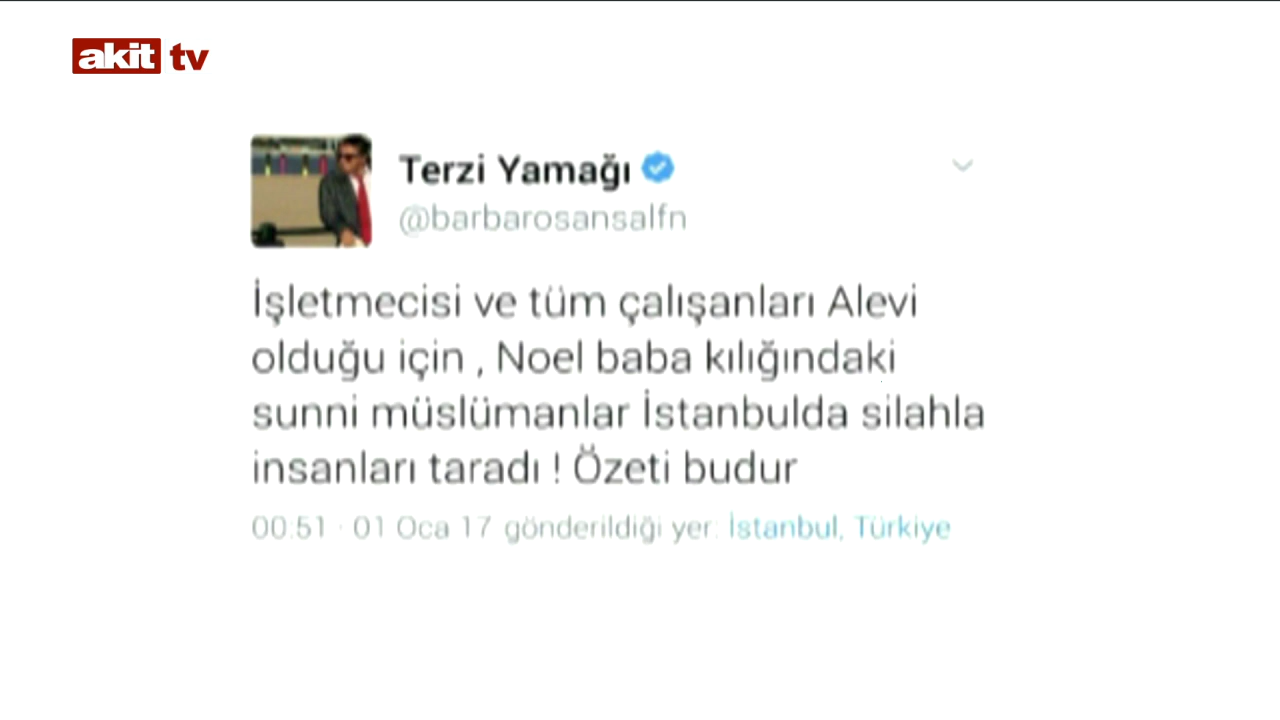 akit tv
Terzi Yamağı
@barbarosansalfn
İşletmecisi ve tüm çalışanları Alevi
olduğu için , Noel baba kılığındaki
sunni müslümanlar İstanbulda silahla
insanları taradı ! Özeti budur
00:51 · 01 Oca 17 gönderildiği yer: İstanbul, Türkiye